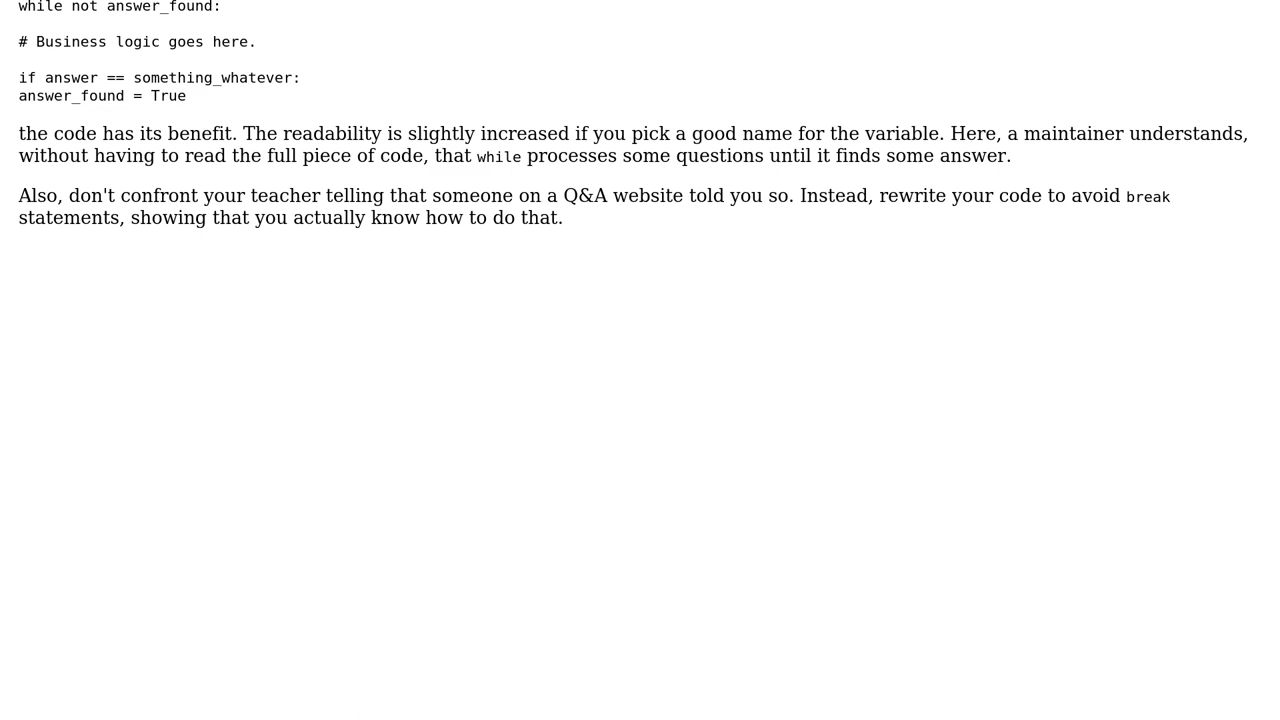 while not answer_found:
# Business logic goes here.
if answer == something_whatever:
answer_found = True
the code has its benefit. The readability is slightly increased if you pick a good name for the variable. Here, a maintainer understands,
without having to read the full piece of code, that while processes some questions until it finds some answer.
Also, don't confront your teacher telling that someone on a Q&A website told you so. Instead, rewrite your code to avoid break
statements, showing that you actually know how to do that.